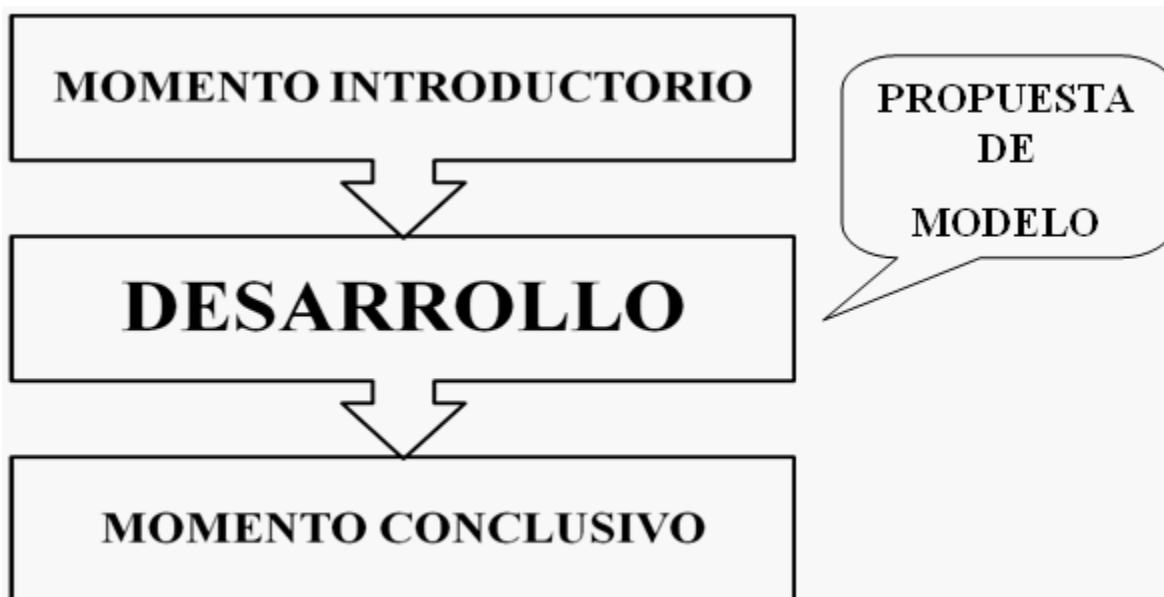 MOMENTO INTRODUCTORIO
PROPUESTA
DE
MODELO
DESARROLLO
MOMENTO CONCLUSIVO